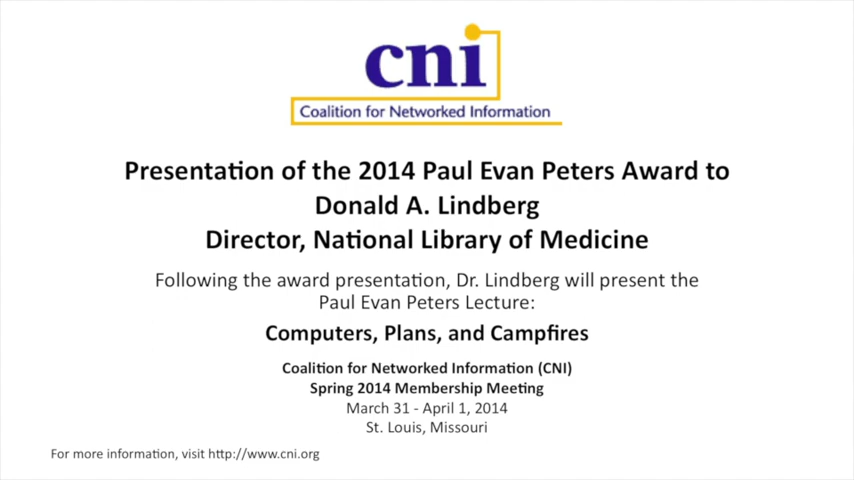 cni
Coalition for Networked Information
Presentation of the 2014 Paul Evan Peters Award to
Donald A. Lindberg
Director, National Library of Medicine
Following the award presentation, Dr. Lindberg will present the
Paul Evan Peters Lecture:
Computers, Plans, and Campfires
Coalition for Networked Information (CNI)
Spring 2014 Membership Meeting
March 31 - April 1, 2014
St. Louis, Missouri
For more information, visit http://www.cni.org